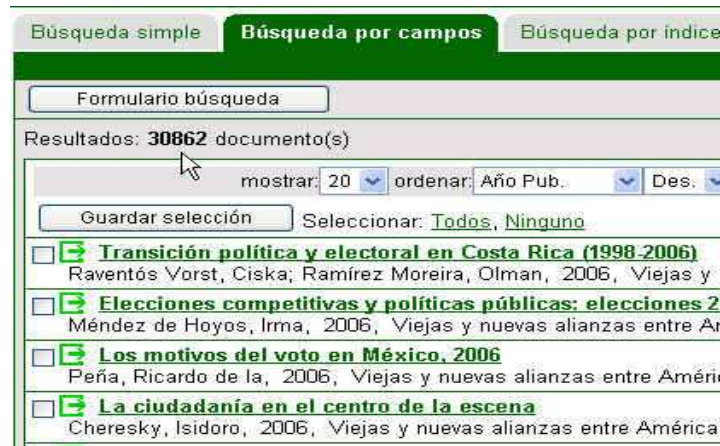 Búsqueda simple Búsqueda por campos Búsqueda por índice
Formulario búsqueda
Resultados: 30862 documento(s)
mostrar: 20 ordenar: Año Pub. Des.
Guardar selección Seleccionar: Todos, Ninguno
Transición política y electoral en Costa Rica (1998-2006)
Raventós Vorst, Ciska; Ramírez Moreira, Olman, 2006, Viejas y
Elecciones competitivas y políticas públicas: elecciones 2
Méndez de Hoyos, Irma, 2006, Viejas y nuevas alianzas entre Am
Los motivos del voto en México, 2006
Peña, Ricardo de la, 2006, Viejas y nuevas alianzas entre Améri
La ciudadanía en el centro de la escena
Cheresky, Isidoro, 2006, Viejas y nuevas alianzas entre América